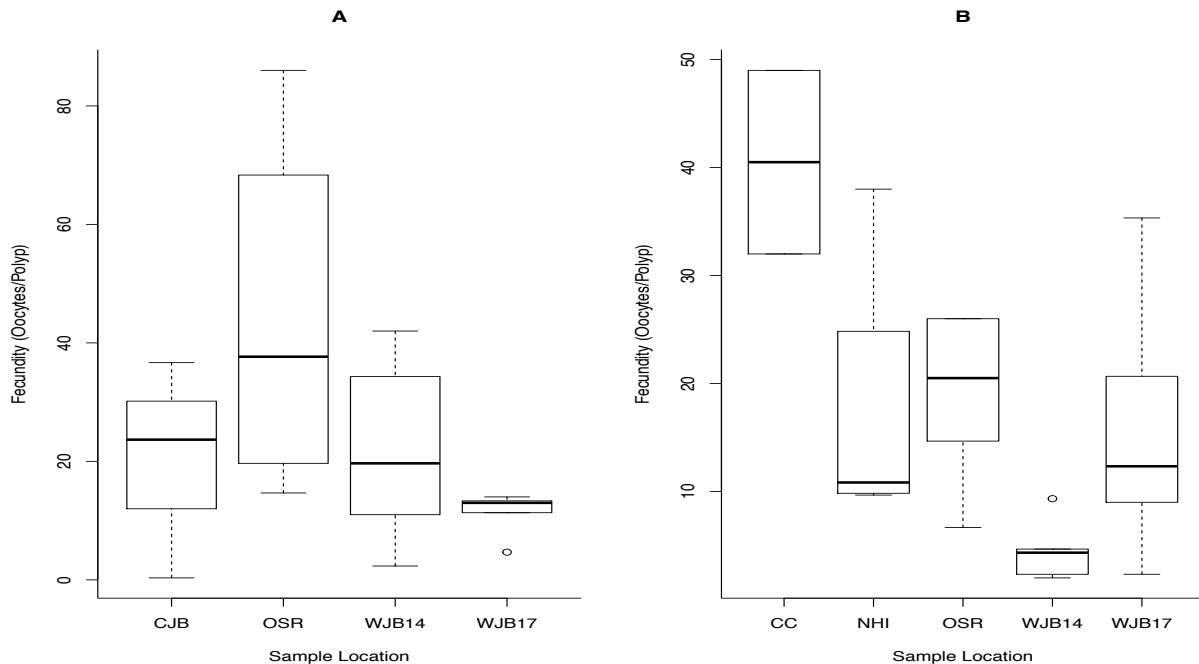 A
Fecundity (Oocytes/Polyp)
80
60
40
20
0
CJB OSR WJB14 WJB17
Sample Location
B
Fecundity (Oocytes/Polyp)
50
40
30
20
10
CC NHI OSR WJB14 WJB17
Sample Location